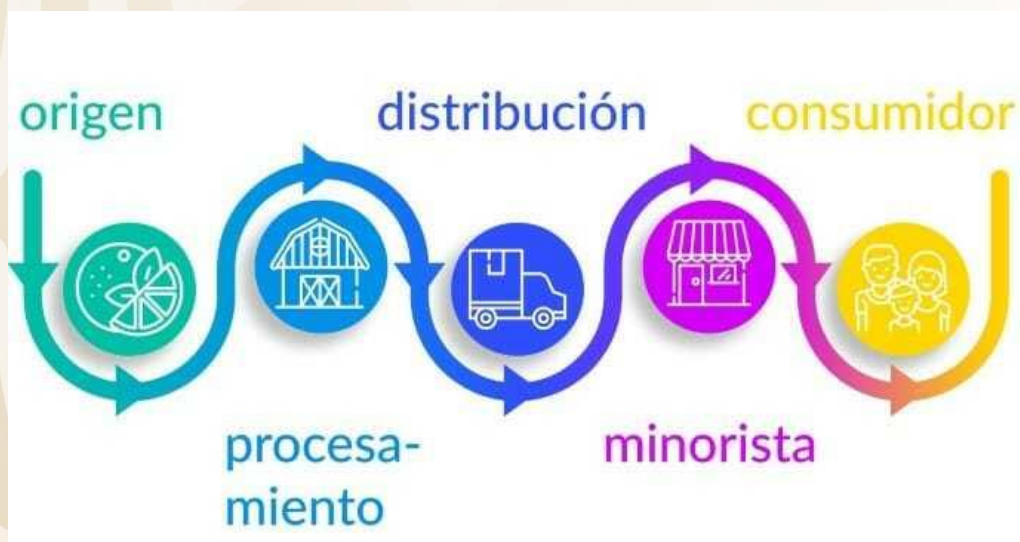 origen
distribución
consumidor
procesa-
miento
minorista